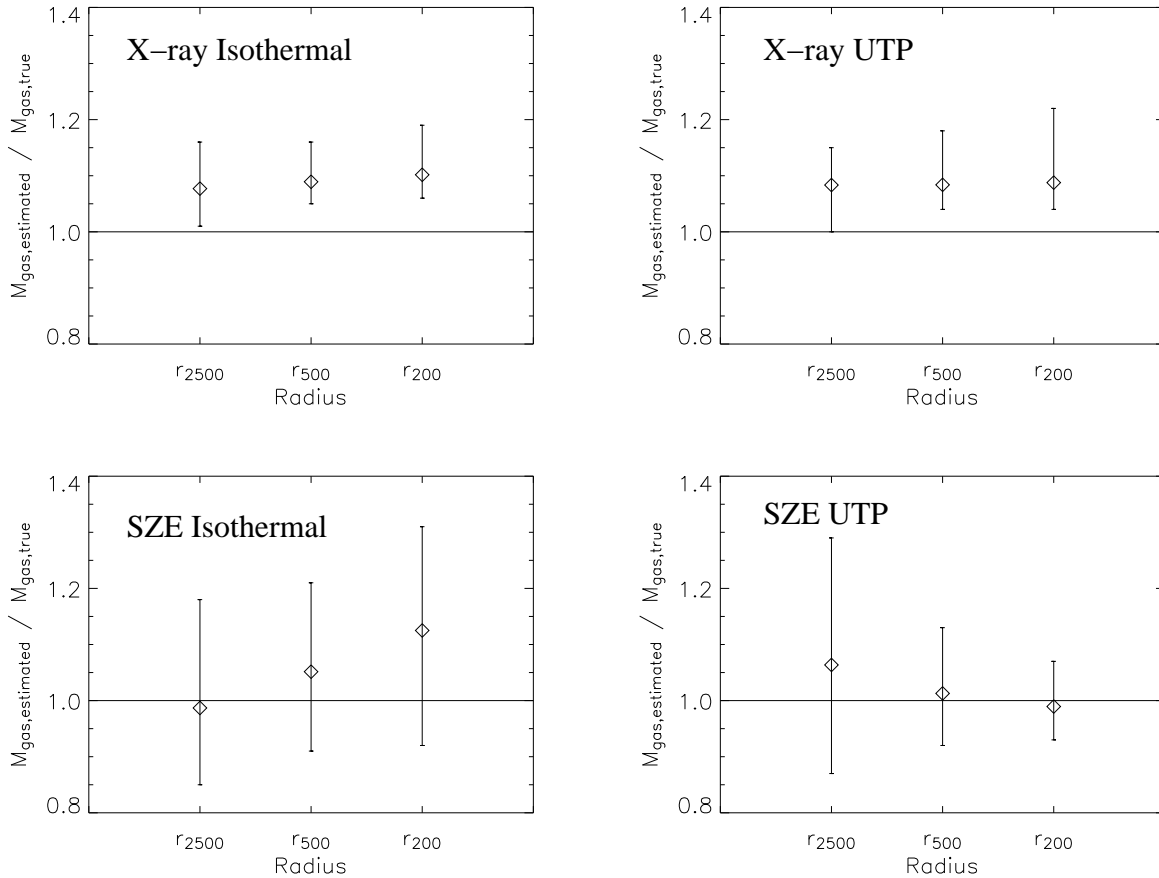 X-ray Isothermal
1.4
1.2
1.0
0.8
M_gas,estimated / M_gas,true
r_2500 r_500 r_200
Radius
X-ray UTP
1.4
1.2
1.0
0.8
M_gas,estimated / M_gas,true
r_2500 r_500 r_200
Radius
SZE Isothermal
1.4
1.2
1.0
0.8
M_gas,estimated / M_gas,true
r_2500 r_500 r_200
Radius
SZE UTP
1.4
1.2
1.0
0.8
M_gas,estimated / M_gas,true
r_2500 r_500 r_200
Radius